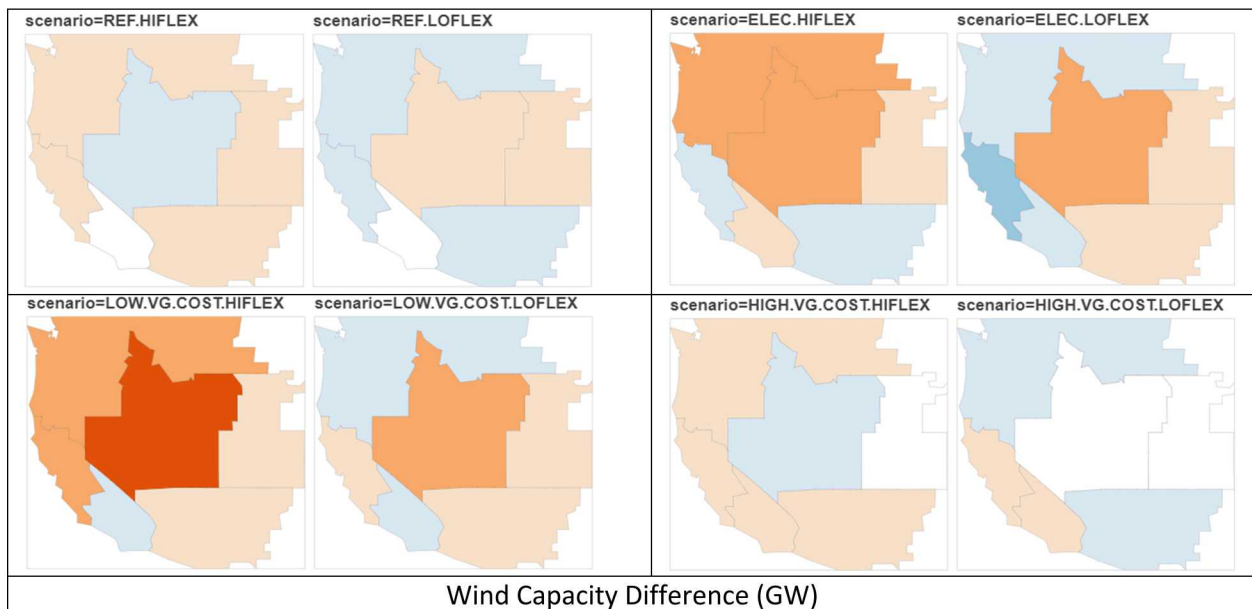 scenario=REF.HIFLEX
scenario=REF.LOFLEX
scenario=ELEC.HIFLEX
scenario=ELEC.LOFLEX
scenario=LOW.VG.COST.HIFLEX
scenario=LOW.VG.COST.LOFLEX
scenario=HIGH.VG.COST.HIFLEX
scenario=HIGH.VG.COST.LOFLEX
Wind Capacity Difference (GW)